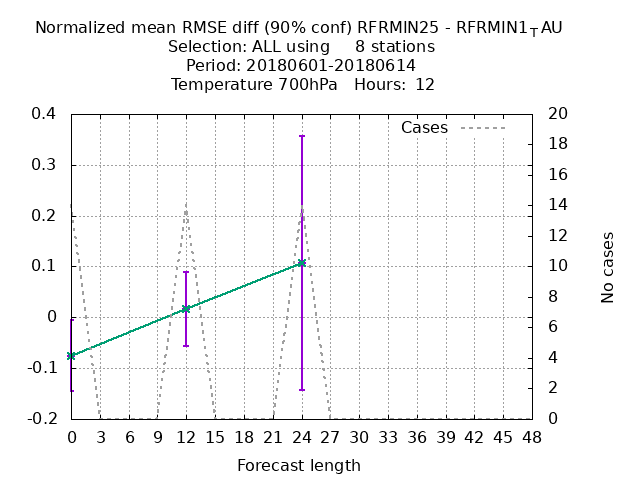 Normalized mean RMSE diff (90% conf) RFRMIN25 - RFRMIN1TAU
Selection: ALL using 8 stations
Period: 20180601-20180614
Temperature 700hPa Hours: 12
0.4
0.3
0.2
0.1
0
-0.1
-0.2
Cases
20
18
16
14
12
10
8
6
4
2
0
No cases
0 3 6 9 12 15 18 21 24 27 30 33 36 39 42 45 48
Forecast length